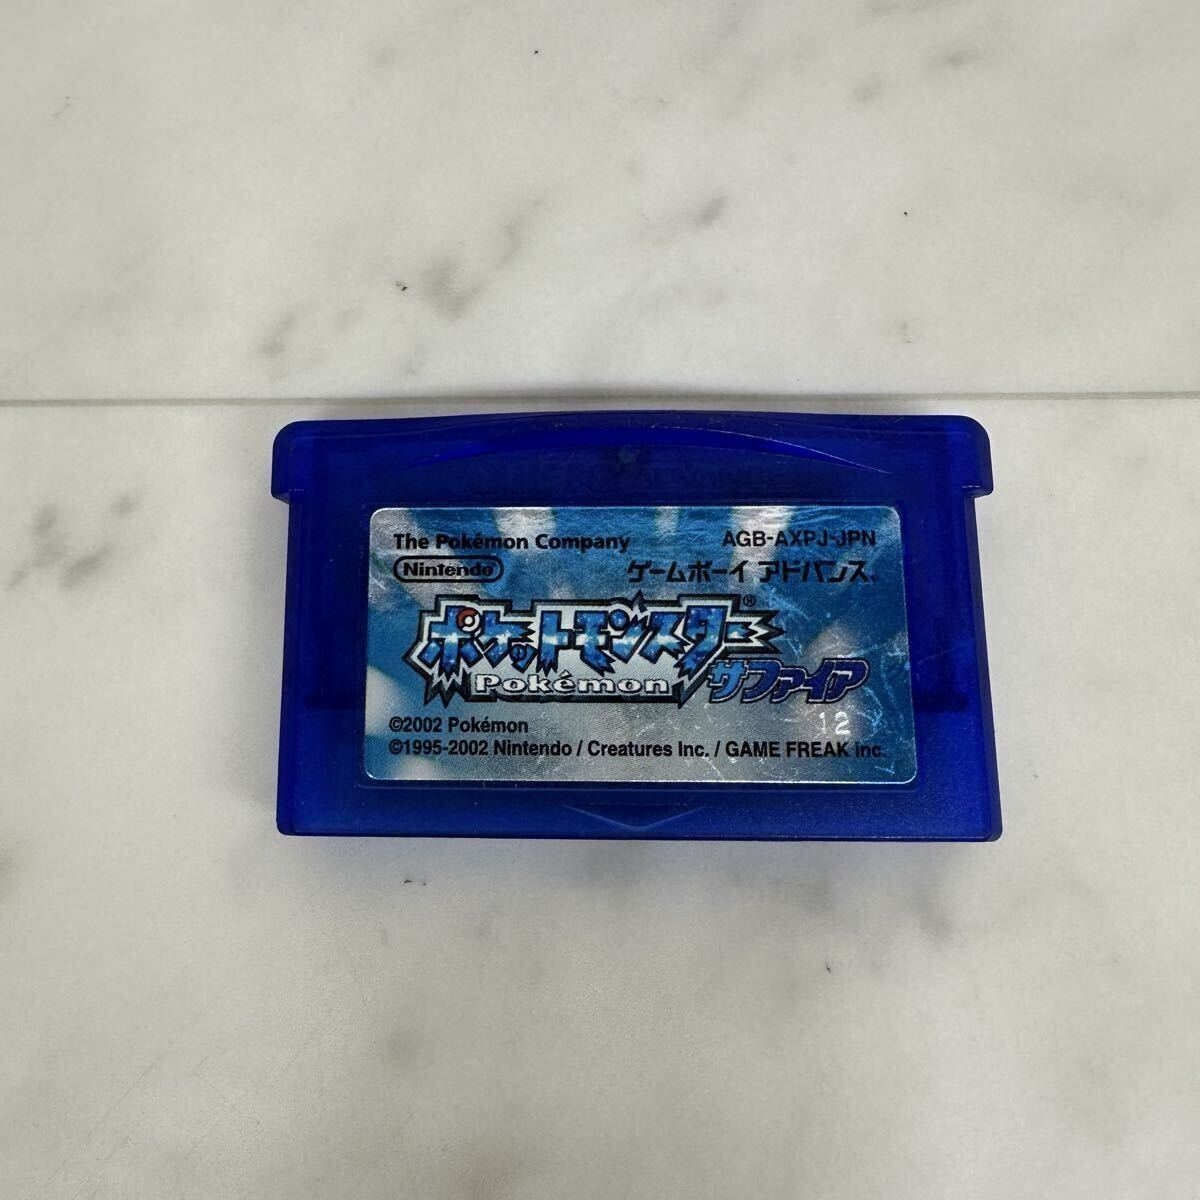 The Pokémon Company AGB-AXPJ-JPN
Nintendo ゲームボーイ アドバンス
ポケットモンスター®
Pokémon サファイア
12
©2002 Pokémon
©1995-2002 Nintendo / Creatures Inc. / GAME FREAK inc.